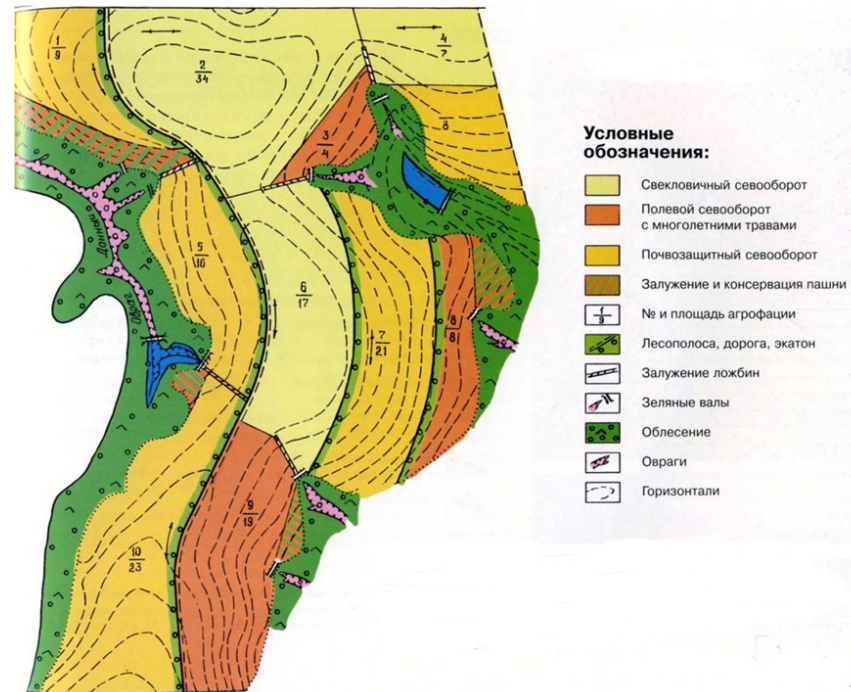 1
9
2
34
4
7
3
4
8
5
16
6
17
7
21
8
8
9
19
10
23
Донный
Овраг
Условные
обозначения:
Свекловичный севооборот
Полевой севооборот
с многолетними травами
Почвозащитный севооборот
Залужение и консервация пашни
№ и площадь агрофации
Лесополоса, дорога, экатон
Залужение ложбин
Зеляные валы
Облесение
Овраги
Горизонтали